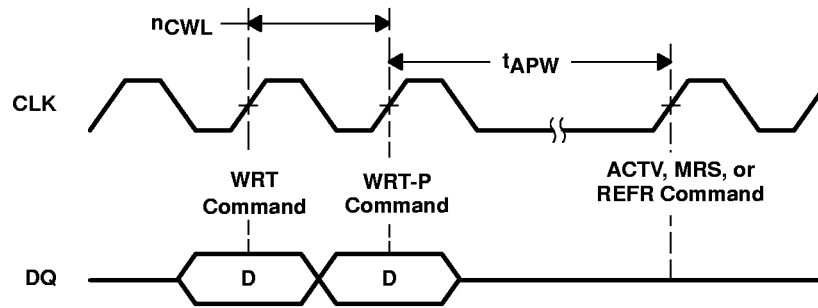 nCWL
tAPW
CLK
WRT
Command
WRT-P
Command
ACTV, MRS, or
REFR Command
DQ
D
D